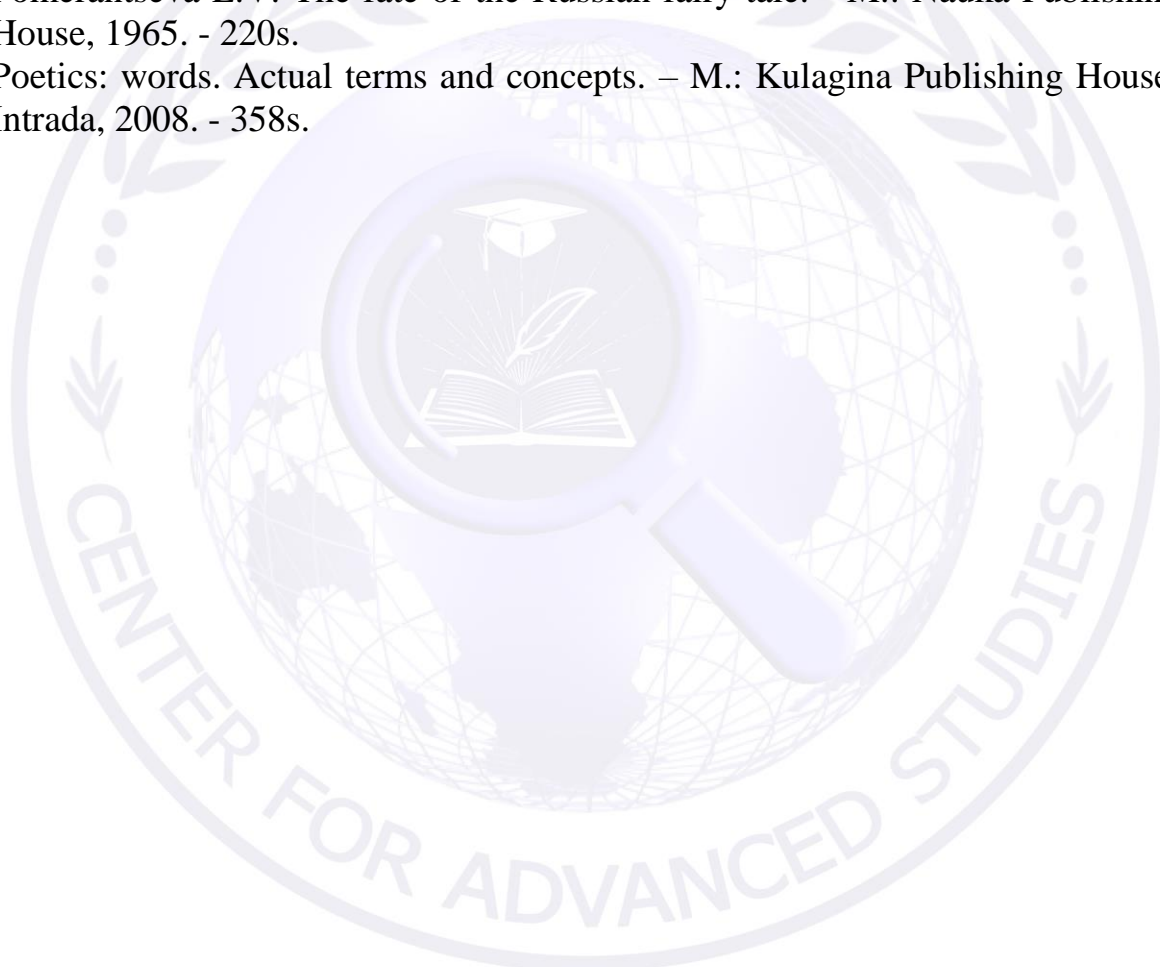 Pomerantseva E.V. The fate of the Russian fairy tale. – M.: Nauka Publishin
House, 1965. - 220s.
Poetics: words. Actual terms and concepts. – M.: Kulagina Publishing House
Intrada, 2008. - 358s.
CENTER FOR ADVANCED STUDIES